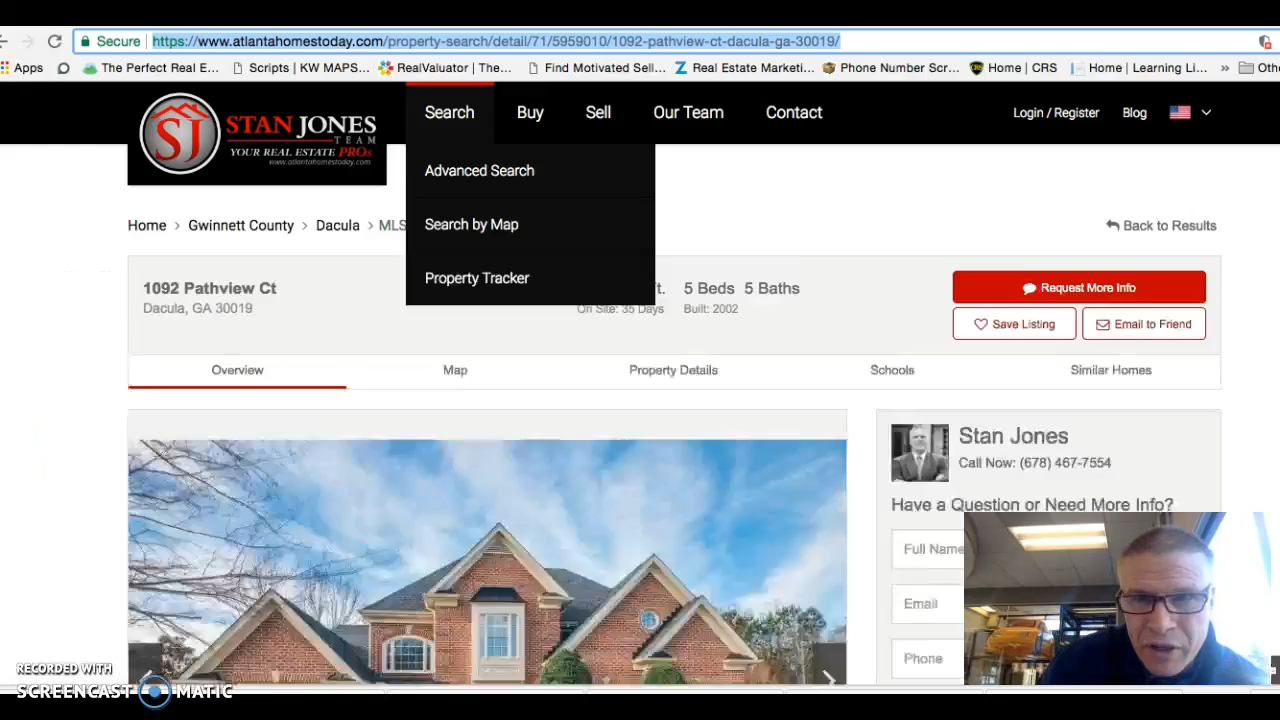 Secure https://www.atlantahomestoday.com/property-search/detail/71/5959010/1092-pathview-ct-dacula-ga-30019/
Apps The Perfect Real E... Scripts | KW MAPS... RealValuator | The... Find Motivated Sell... Real Estate Marketi... Phone Number Scr... CRS Home | CRS Home | Learning Li... » Oth
SJ STAN JONES
TEAM
YOUR REAL ESTATE PROs
www.atlantahomestoday.com
Search Buy Sell Our Team Contact Login / Register Blog
Advanced Search
Search by Map
Property Tracker
Home > Gwinnett County > Dacula > MLS
Back to Results
1092 Pathview Ct
Dacula, GA 30019
t. 5 Beds 5 Baths
On Site: 35 Days Built: 2002
Request More Info
Save Listing Email to Friend
Overview Map Property Details Schools Similar Homes
Stan Jones
Call Now: (678) 467-7554
Have a Question or Need More Info?
Full Name
Email
Phone
RECORDED WITH
SCREENCAST MATIC